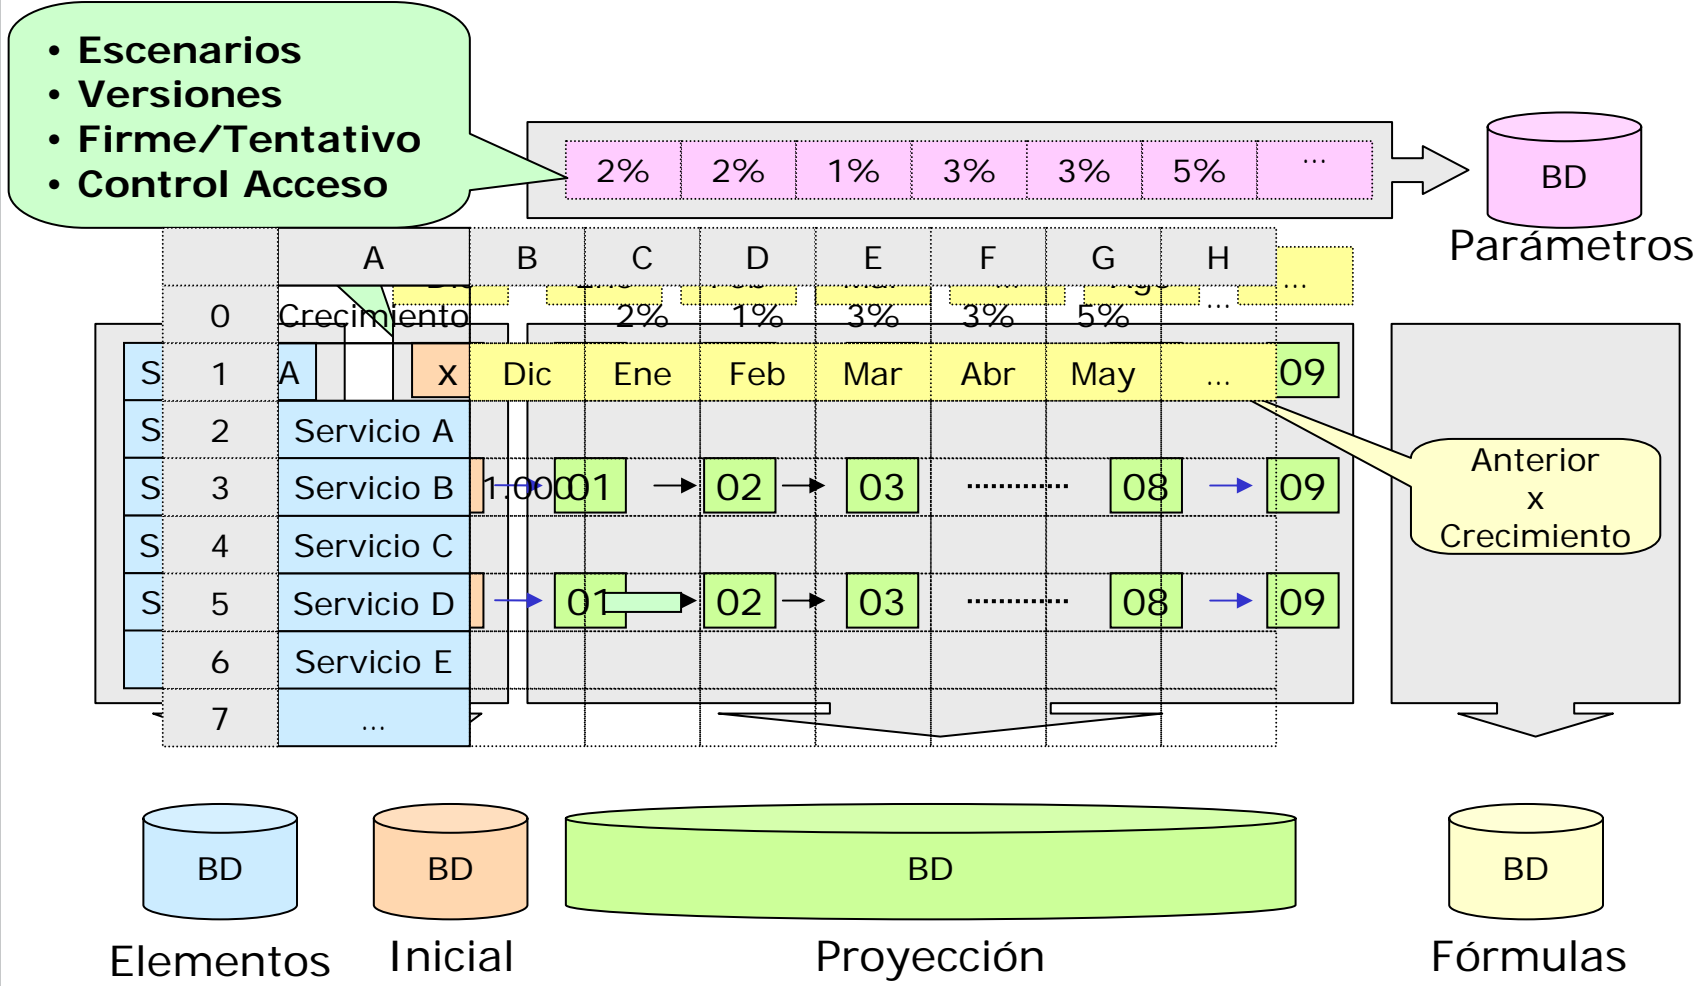 • Escenarios
• Versiones
• Firme/Tentativo
• Control Acceso
2% 2% 1% 3% 3% 5% ...
BD
Parámetros
A B C D E F G H
...
0 Crecimiento 2% 1% 3% 3% 5% ...
S 1 A x Dic Ene Feb Mar Abr May ... 09
S 2 Servicio A
S 3 Servicio B 1.000 01 02 03 08 09
S 4 Servicio C
S 5 Servicio D 01 02 03 08 09
6 Servicio E
7 ...
Anterior
x
Crecimiento
BD BD BD BD
Elementos Inicial Proyección Fórmulas